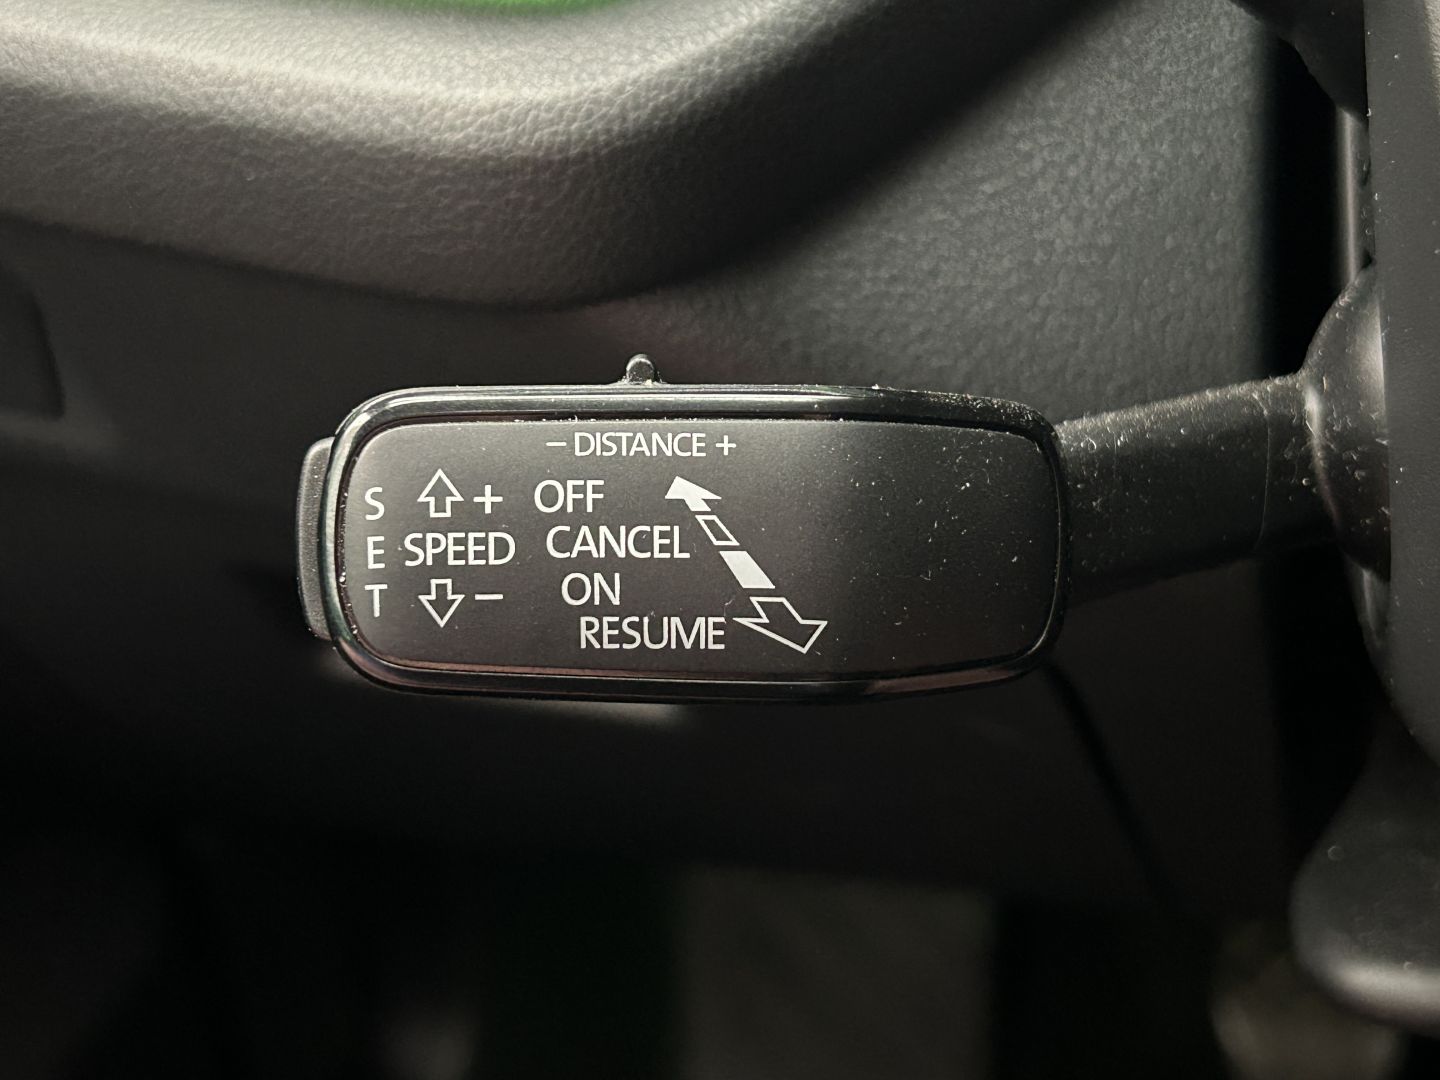 − DISTANCE +
S
E
T
+
SPEED
−
OFF
CANCEL
ON
RESUME